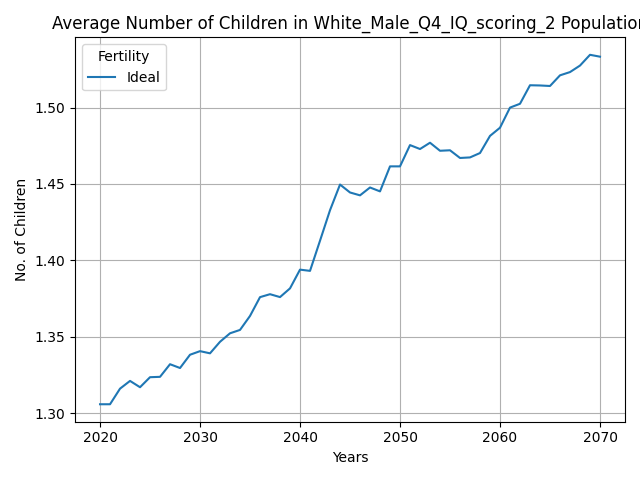 Average Number of Children in White_Male_Q4_IQ_scoring_2 Population
Fertility
Ideal
No. of Children
1.50
1.45
1.40
1.35
1.30
2020 2030 2040 2050 2060 2070
Years